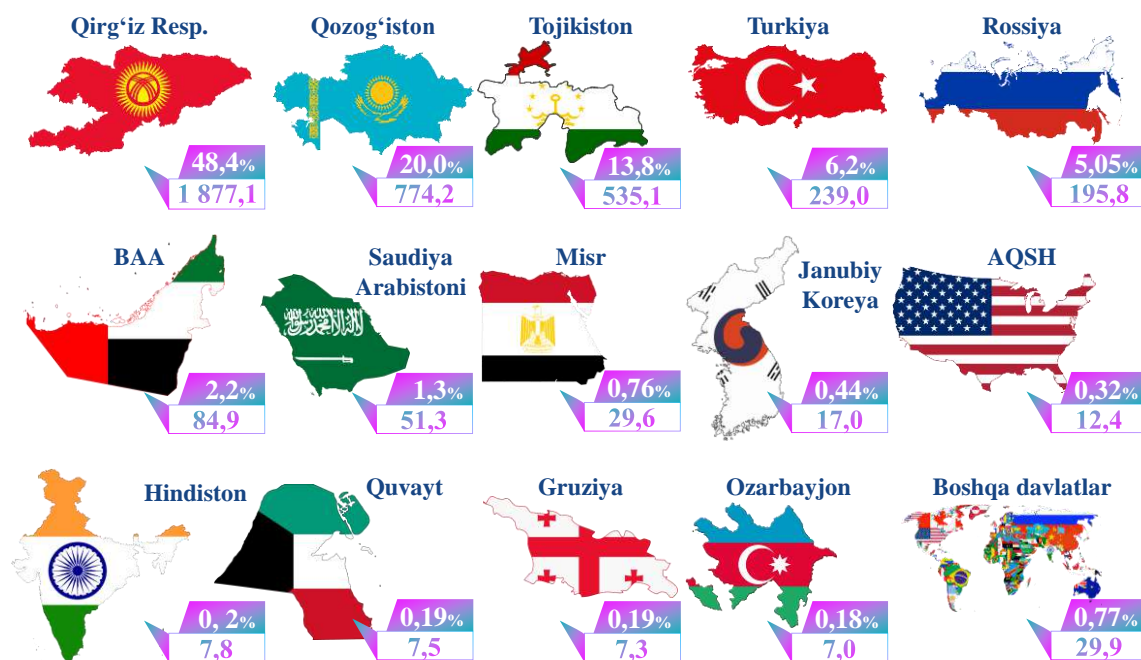 Qirg‘iz Resp.
48,4%
1 877,1
Qozog‘iston
20,0%
774,2
Tojikiston
13,8%
535,1
Turkiya
6,2%
239,0
Rossiya
5,05%
195,8
BAA
2,2%
84,9
Saudiya
Arabistoni
1,3%
51,3
Misr
0,76%
29,6
Janubiy
Koreya
0,44%
17,0
AQSH
0,32%
12,4
Hindiston
0, 2%
7,8
Quvayt
0,19%
7,5
Gruziya
0,19%
7,3
Ozarbayjon
0,18%
7,0
Boshqa davlatlar
0,77%
29,9